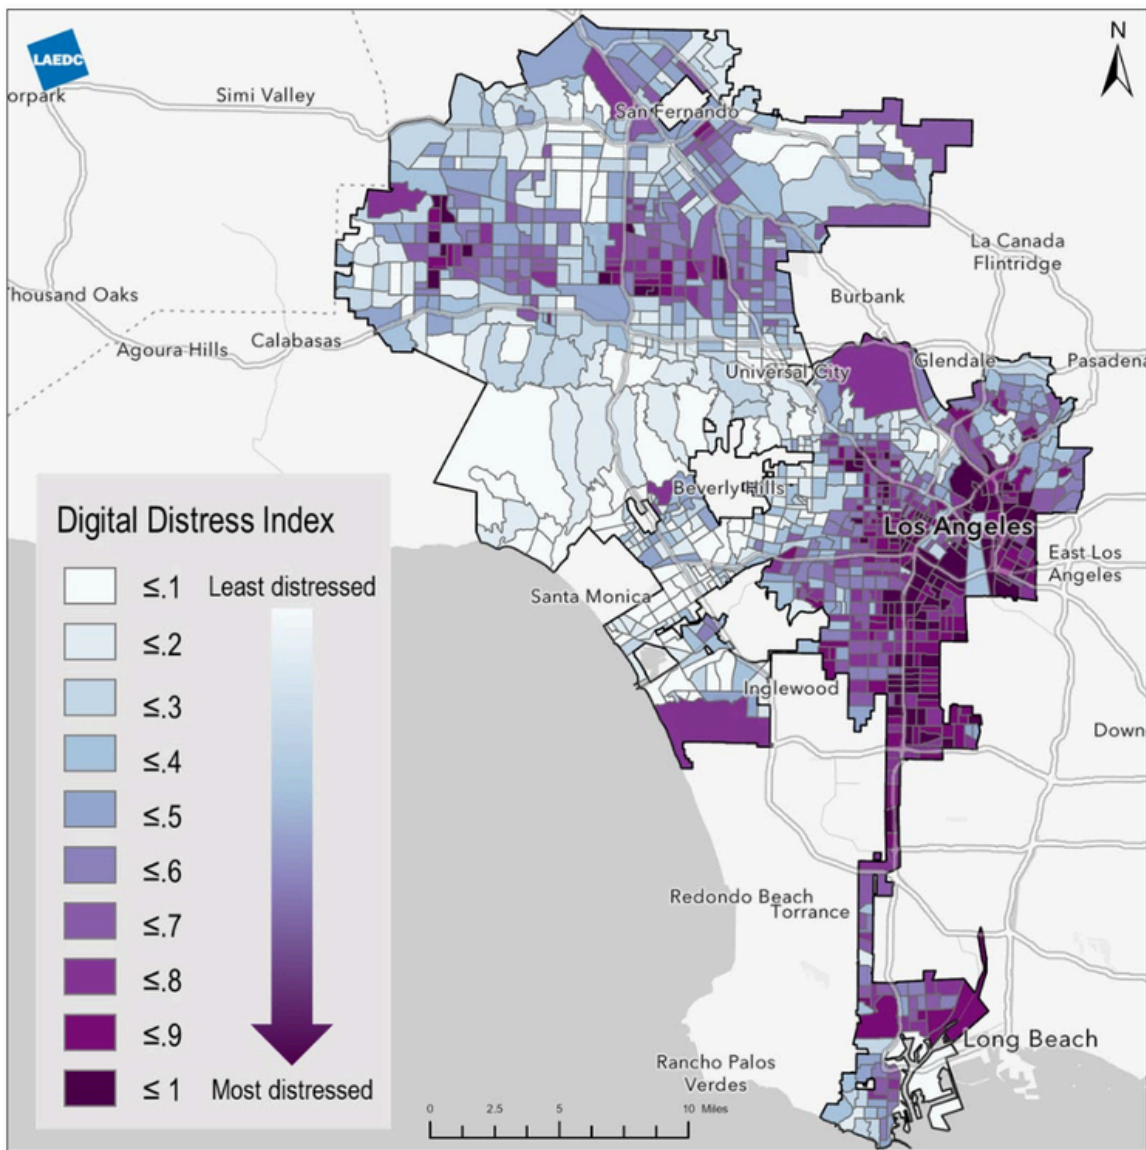 N
LAEDC
orpark
Simi Valley
San Fernando
La Canada
Flintridge
Thousand Oaks
Burbank
Agoura Hills
Calabasas
Universal City
Glendale
Pasadena
Beverly Hills
Los Angeles
East Los
Angeles
Santa Monica
Inglewood
Down
Redondo Beach
Torrance
Long Beach
Rancho Palos
Verdes
Digital Distress Index
≤.1 Least distressed
≤.2
≤.3
≤.4
≤.5
≤.6
≤.7
≤.8
≤.9
≤ 1 Most distressed
0 2.5 5 10 Miles